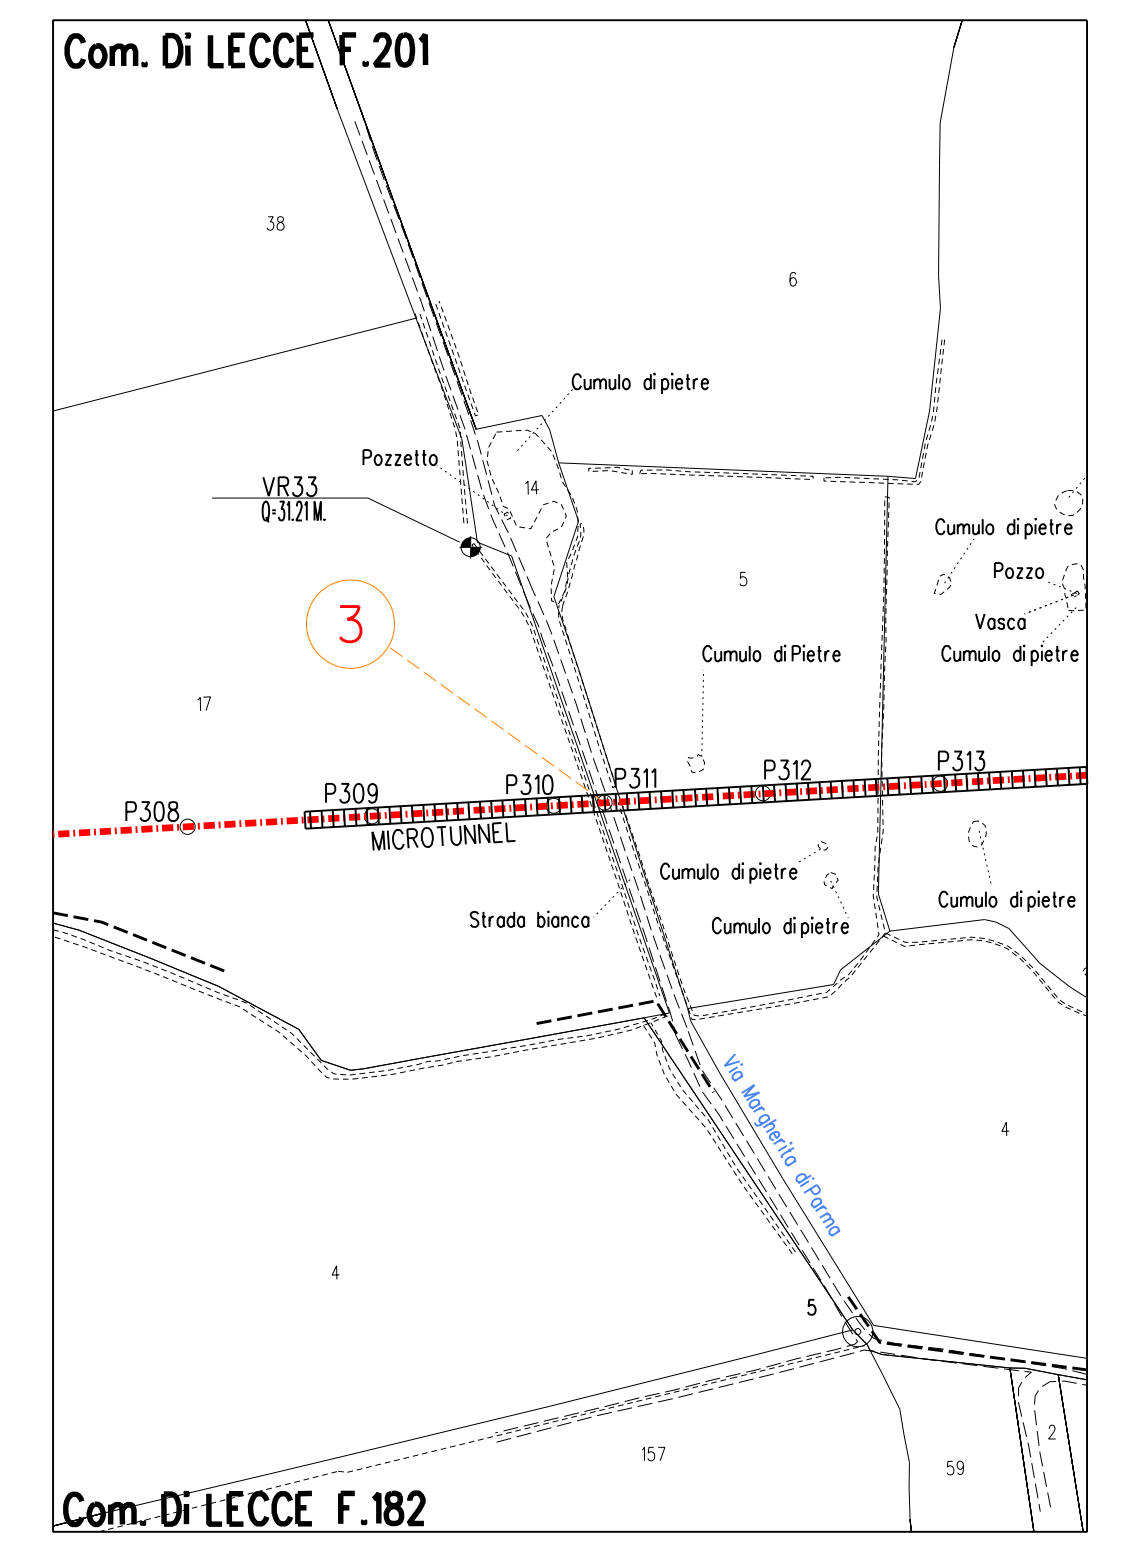 Com. Di LECCE F.201
38
6
Cumulo di pietre
Pozzetto
VR33
Q=31.21 M.
14
Cumulo di pietre
Pozzo
5
Vasca
3
Cumulo di Pietre
Cumulo di pietre
17
P308
P309
P310
P311
P312
P313
MICROTUNNEL
Cumulo di pietre
Cumulo di pietre
Strada bianca
Cumulo di pietre
Via Margherita di Parma
4
4
5
2
157
59
Com. Di LECCE F.182